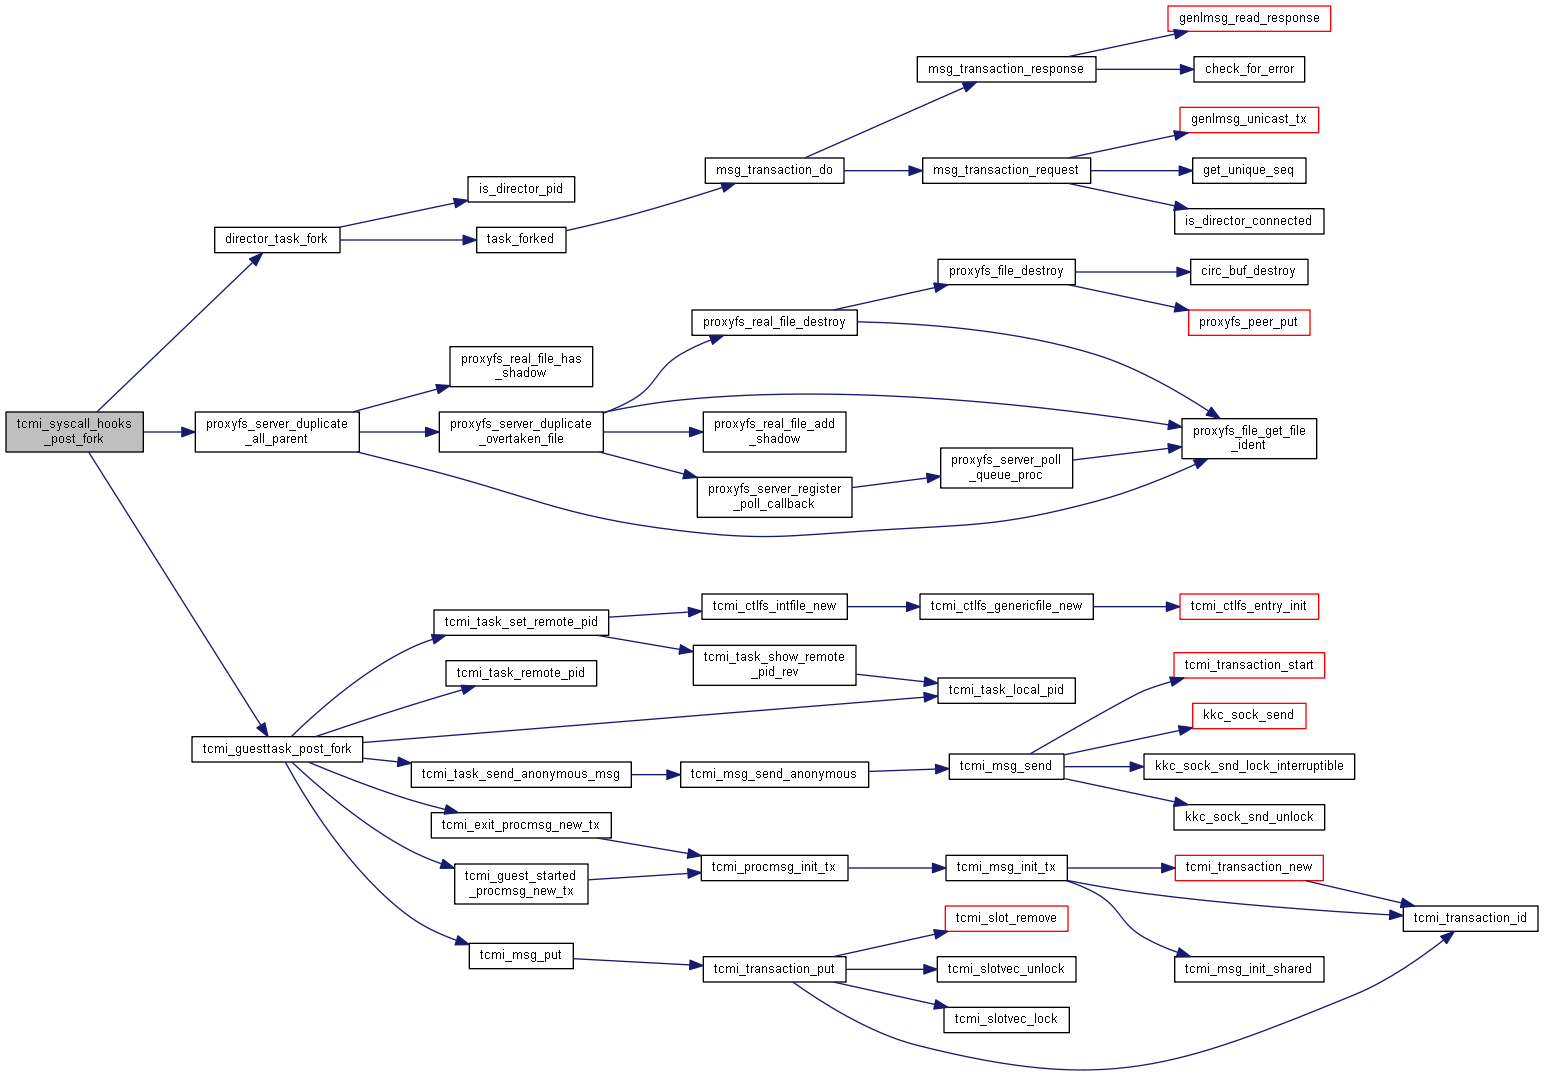 genlmsg_read_response
msg_transaction_response
check_for_error
genlmsg_unicast_tx
msg_transaction_do
msg_transaction_request
get_unique_seq
is_director_pid
is_director_connected
director_task_fork
task_forked
proxyfs_file_destroy
circ_buf_destroy
proxyfs_real_file_destroy
proxyfs_peer_put
proxyfs_real_file_has
_shadow
tcmi_syscall_hooks
_post_fork
proxyfs_server_duplicate
_all_parent
proxyfs_server_duplicate
_overtaken_file
proxyfs_real_file_add
_shadow
proxyfs_file_get_file
_ident
proxyfs_server_poll
_queue_proc
proxyfs_server_register
_poll_callback
tcmi_task_set_remote_pid
tcmi_ctlfs_intfile_new
tcmi_ctlfs_genericfile_new
tcmi_ctlfs_entry_init
tcmi_task_show_remote
_pid_rev
tcmi_transaction_start
tcmi_task_remote_pid
tcmi_task_local_pid
kkc_sock_send
tcmi_guesttask_post_fork
tcmi_task_send_anonymous_msg
tcmi_msg_send_anonymous
tcmi_msg_send
kkc_sock_snd_lock_interruptible
kkc_sock_snd_unlock
tcmi_exit_procmsg_new_tx
tcmi_guest_started
_procmsg_new_tx
tcmi_procmsg_init_tx
tcmi_msg_init_tx
tcmi_transaction_new
tcmi_slot_remove
tcmi_transaction_id
tcmi_msg_put
tcmi_transaction_put
tcmi_slotvec_unlock
tcmi_msg_init_shared
tcmi_slotvec_lock